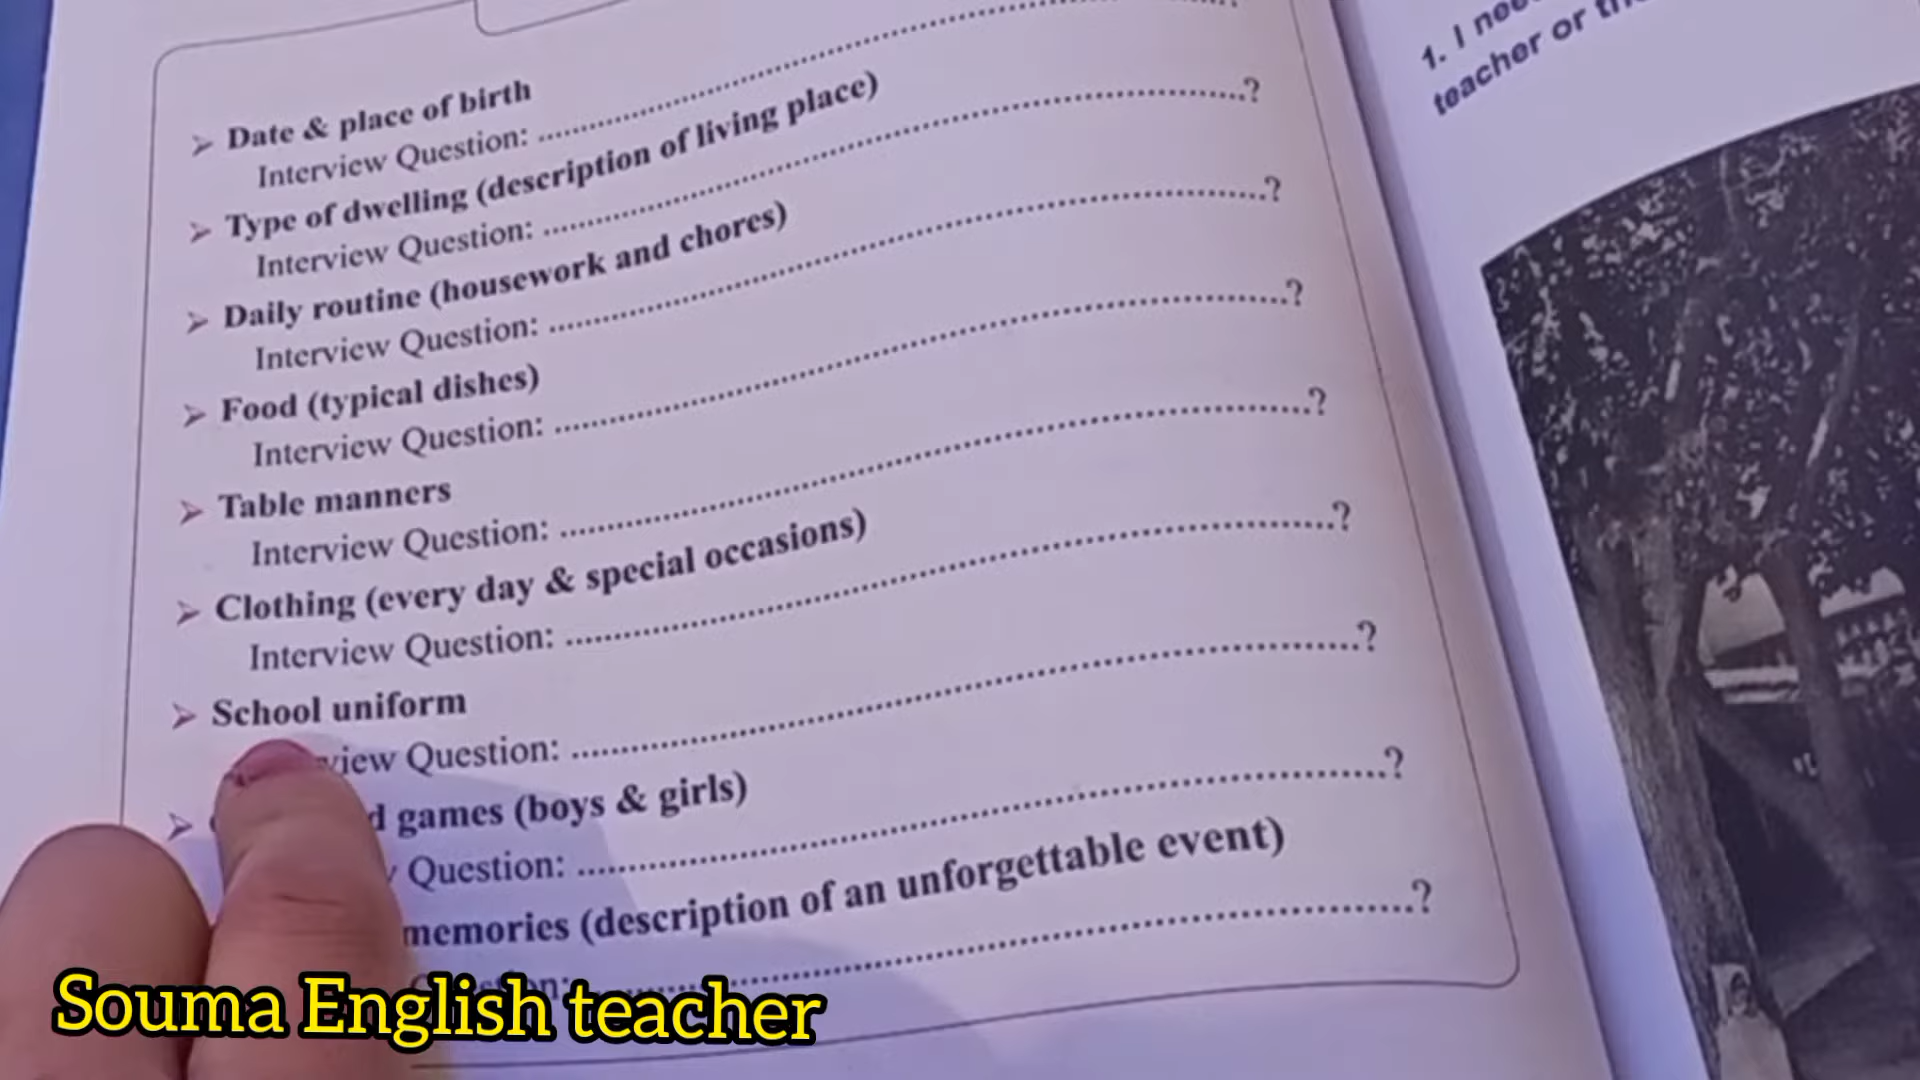 ➢ Date & place of birth
Interview Question: ..........
➢ Type of dwelling (description of living place)
Interview Question: ..........?
➢ Daily routine (housework and chores)
Interview Question: ..........?
➢ Food (typical dishes)
Interview Question: ..........?
➢ Table manners
Interview Question: ..........?
➢ Clothing (every day & special occasions)
Interview Question: ..........?
➢ School uniform
view Question: ..........?
➢ games (boys & girls)
Question: ..........?
memories (description of an unforgettable event)
..........?
1. I
teacher or
Souma English teacher